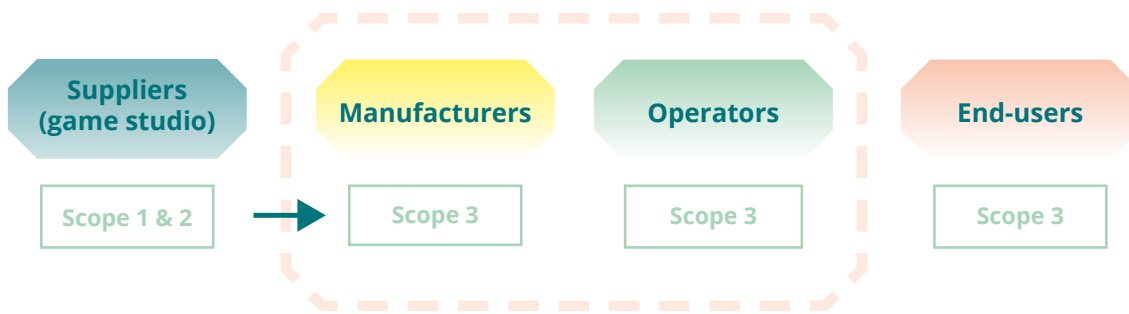 Suppliers
(game studio)
Manufacturers
Operators
End-users
Scope 1 & 2
Scope 3
Scope 3
Scope 3